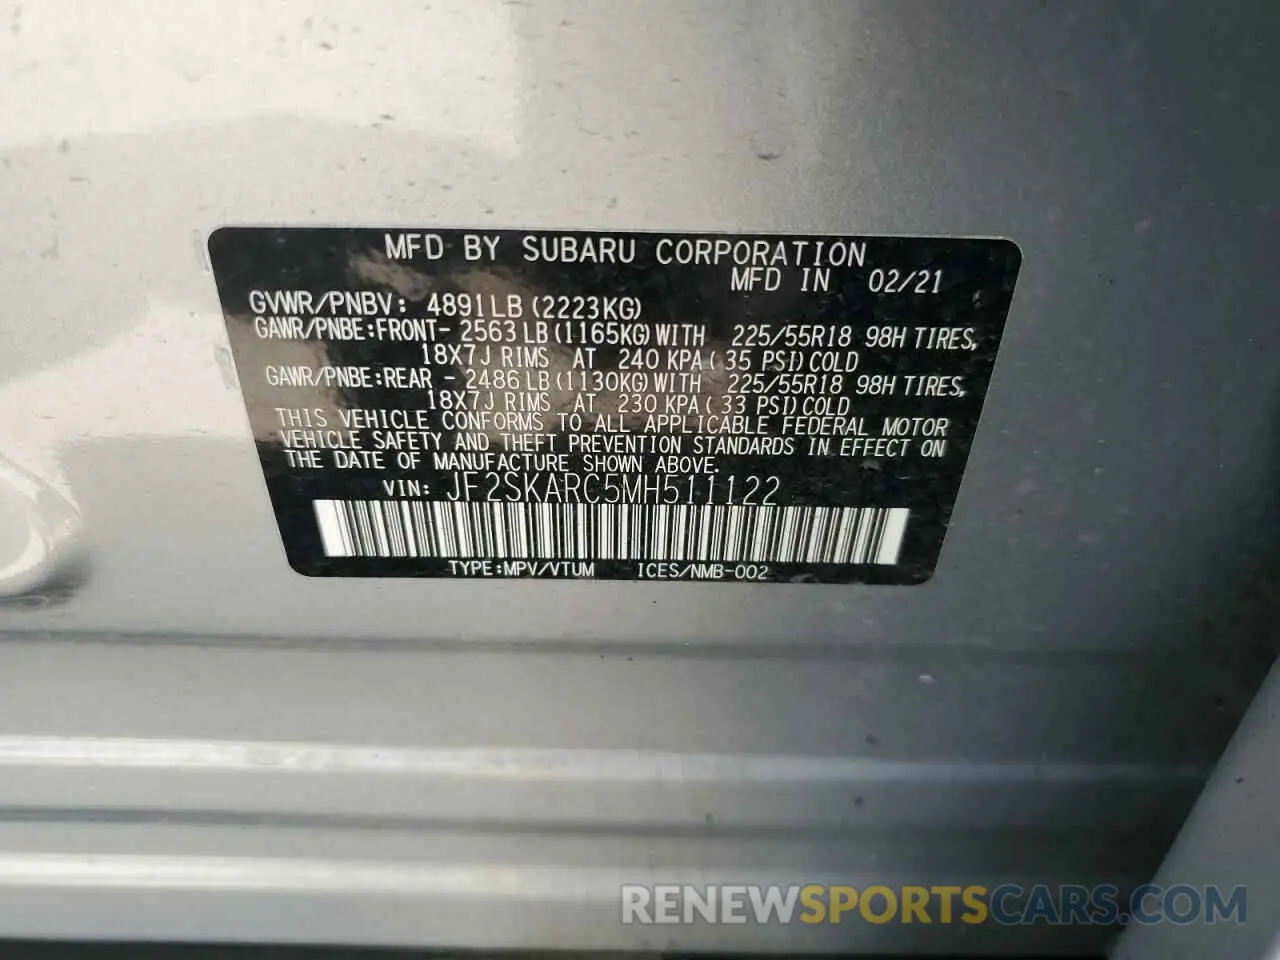 MFD BY SUBARU CORPORATION
MFD IN 02/21
GVWR/PNBV: 4891LB (2223KG)
GAWR/PNBE:FRONT- 2563LB (1165KG) WITH 225/55R18 98H TIRES,
18X7J RIMS AT 240 KPA( 35 PSI)COLD
GAWR/PNBE:REAR - 2486LB (1130KG) WITH 225/55R18 98H TIRES,
18X7J RIMS AT 230 KPA( 33 PSI)COLD
THIS VEHICLE CONFORMS TO ALL APPLICABLE FEDERAL MOTOR
VEHICLE SAFETY AND THEFT PREVENTION STANDARDS IN EFFECT ON
THE DATE OF MANUFACTURE SHOWN ABOVE.
VIN: JF2SKARC5MH511122
TYPE:MPV/VTUM ICES/NMB-002
RENEWSPORTSCARS.COM